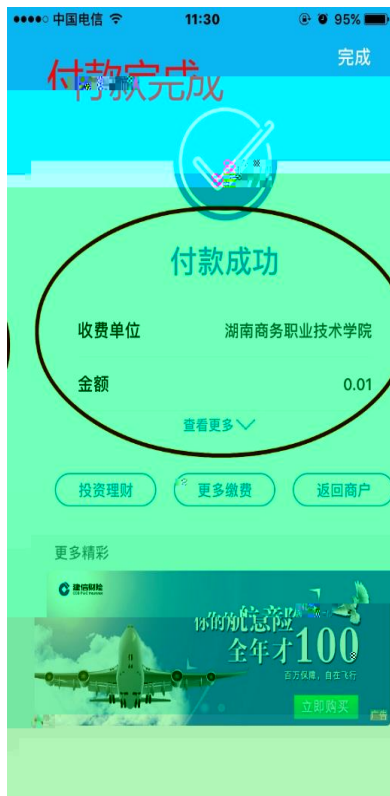 中国电信 11:30 95%
完成
付款完成
付款成功
收费单位 湖南商务职业技术学院
金额 0.01
查看更多
投资理财 更多缴费 返回商户
更多精彩
建信财险
你的航意险
全年才100
百万保障，自在飞行
立即购买
广告